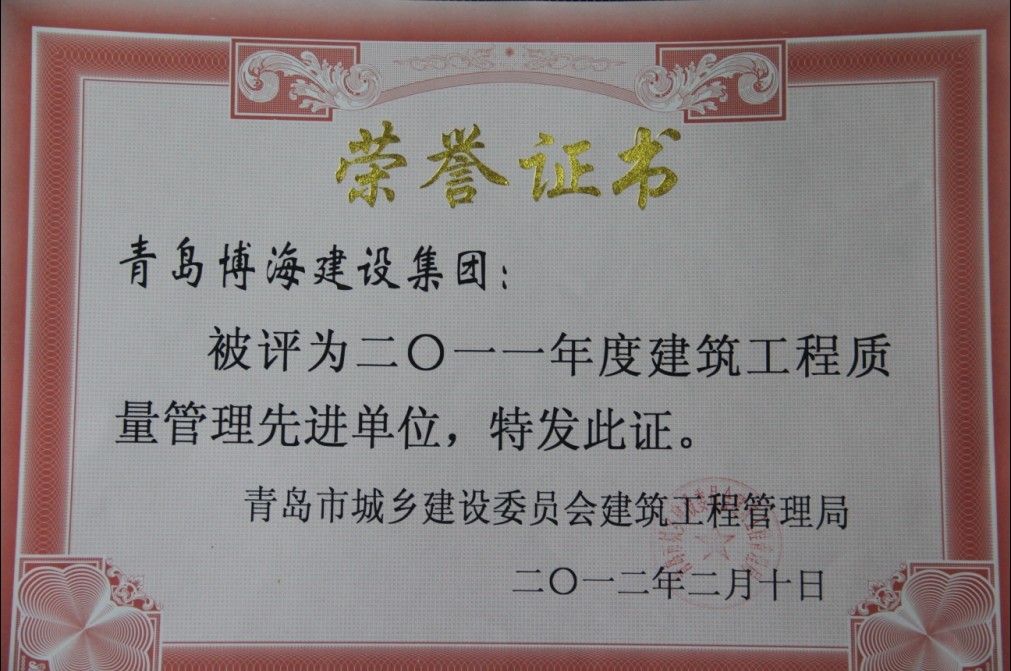 荣誉证书
青岛博海建设集团：
被评为二〇一一年度建筑工程质
量管理先进单位，特发此证。
青岛市城乡建设委员会建筑工程管理局
二〇一二年二月十日